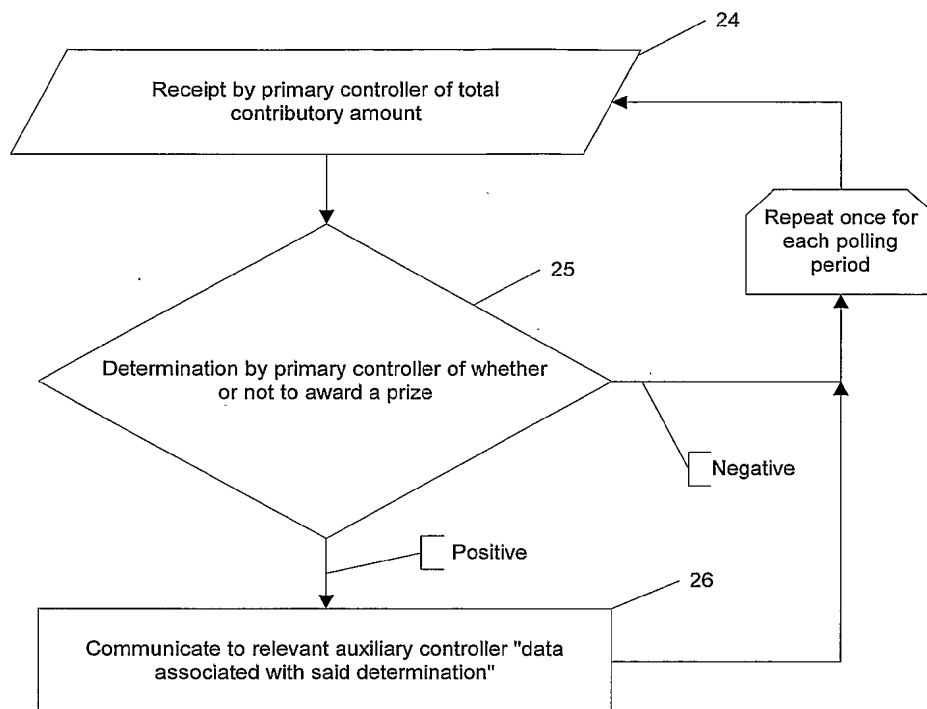 24
Receipt by primary controller of total
contributory amount
Repeat once for
each polling
period
25
Determination by primary controller of whether
or not to award a prize
Negative
Positive
26
Communicate to relevant auxiliary controller "data
associated with said determination"